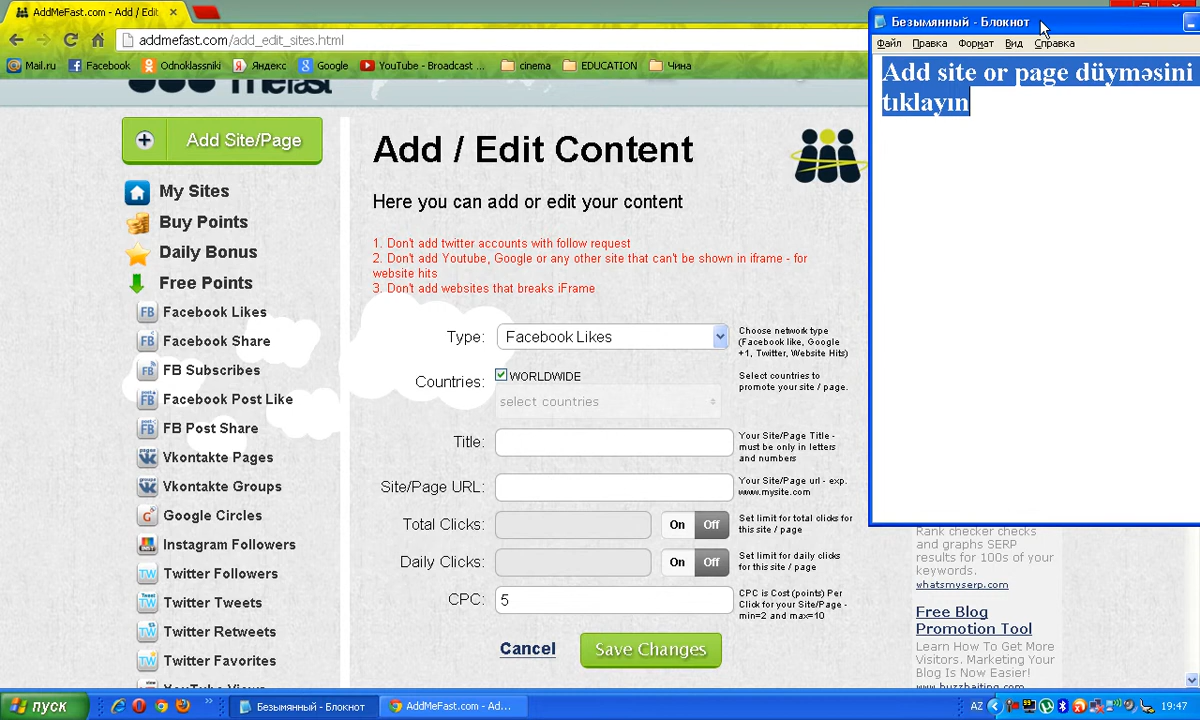 AddMeFast.com - Add / Edit
addmefast.com/add_edit_sites.html
Mail.ru
Facebook
Odnoklassniki
Яндекс
Google
YouTube - Broadcast ...
cinema
EDUCATION
Чина
Безымянный - Блокнот
Файл Правка Формат Вид Справка
Add site or page düyməsini
tıklayın
Add Site/Page
My Sites
Buy Points
Daily Bonus
Free Points
FB Facebook Likes
FB Facebook Share
FB FB Subscribes
FB Facebook Post Like
FB FB Post Share
Vkontakte Pages
Vkontakte Groups
Google Circles
Instagram Followers
TW Twitter Followers
TW Twitter Tweets
TW Twitter Retweets
TW Twitter Favorites
Add / Edit Content
Here you can add or edit your content
1. Don't add twitter accounts with follow request
2. Don't add Youtube, Google or any other site that can't be shown in iframe - for
website hits
3. Don't add websites that breaks iFrame
Type:
Facebook Likes
Choose network type
(Facebook like, Google
+1, Twitter, Website Hits)
Countries:
WORLDWIDE
select countries
Select countries to
promote your site / page.
Title:
Your Site/Page Title -
must be only in letters
and numbers
Site/Page URL:
Your Site/Page url - exp.
www.mysite.com
Total Clicks:
On Off
Set limit for total clicks for
this site / page
Daily Clicks:
On Off
Set limit for daily clicks
for this site / page
CPC:
5
CPC is Cost (points) Per
Click for your Site/Page -
min=2 and max=10
Cancel
Save Changes
Rank checker checks
and graphs SERP
results for 100s of your
keywords.
whatsmyserp.com
Free Blog
Promotion Tool
Learn How To Get More
Visitors. Marketing Your
Blog Is Now Easier!
www.buzzbaiting.com
пуск
Безымянный - Блокнот
AddMeFast.com - Ad...
AZ
19:47